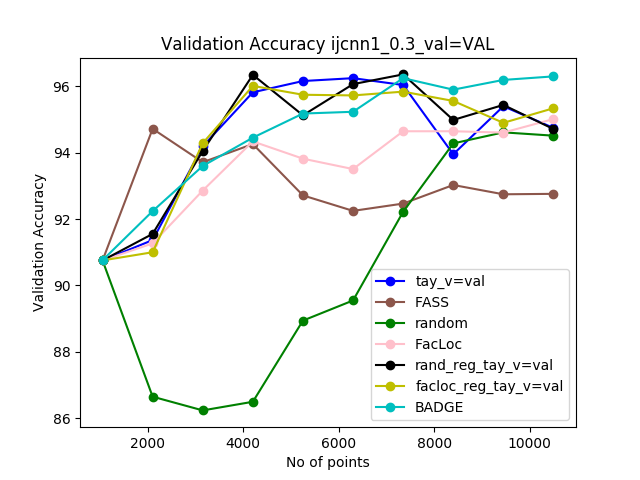 Validation Accuracy ijcnn1_0.3_val=VAL
Validation Accuracy
96
94
92
90
88
86
2000
4000
6000
8000
10000
No of points
tay_v=val
FASS
random
FacLoc
rand_reg_tay_v=val
facloc_reg_tay_v=val
BADGE